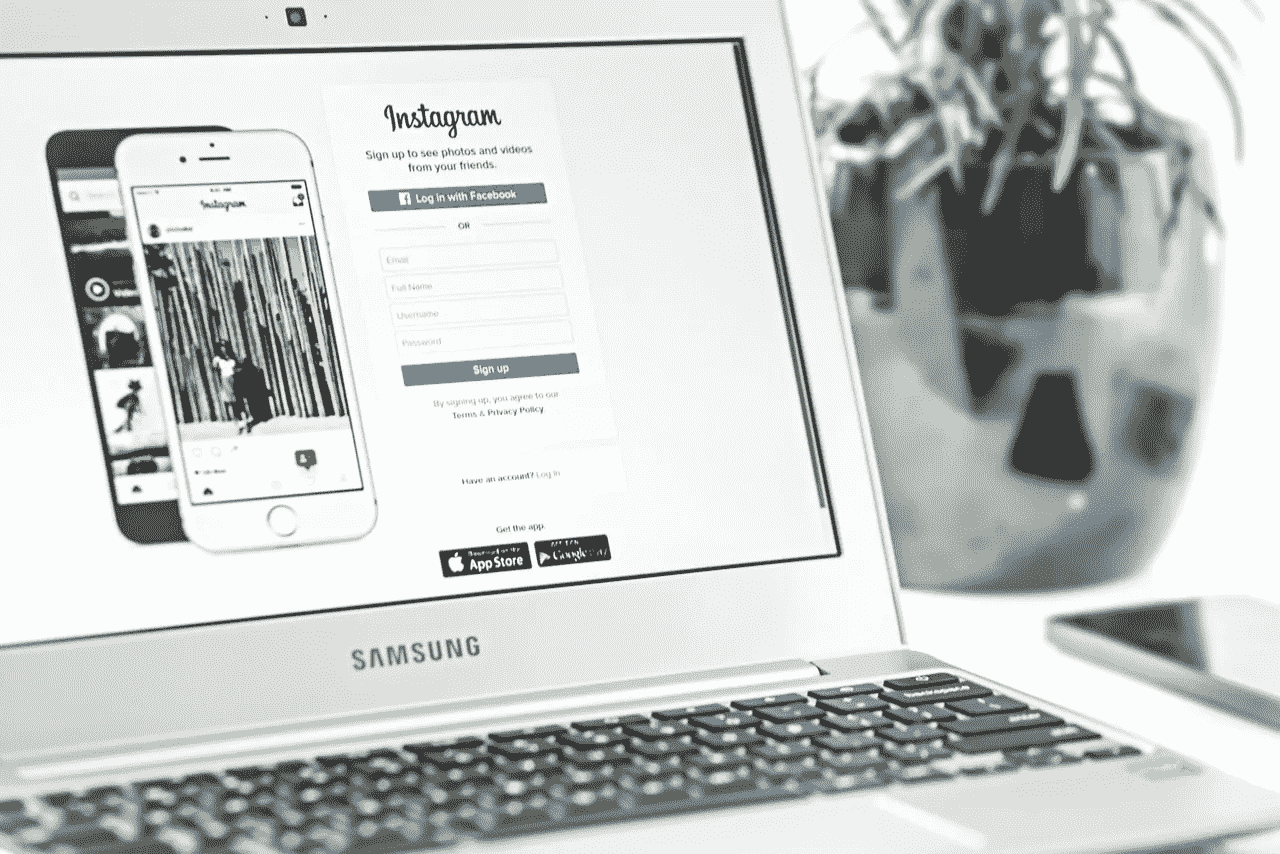 Instagram
Sign up to see photos and videos
from your friends.
Log in with Facebook
OR
Email
Full Name
Username
Password
Sign up
By signing up, you agree to our
Terms & Privacy Policy
Have an account? Log In
Get the app.
Download on the
App Store
GET IT ON
Google Play
Instagram
SAMSUNG
backspace
enter